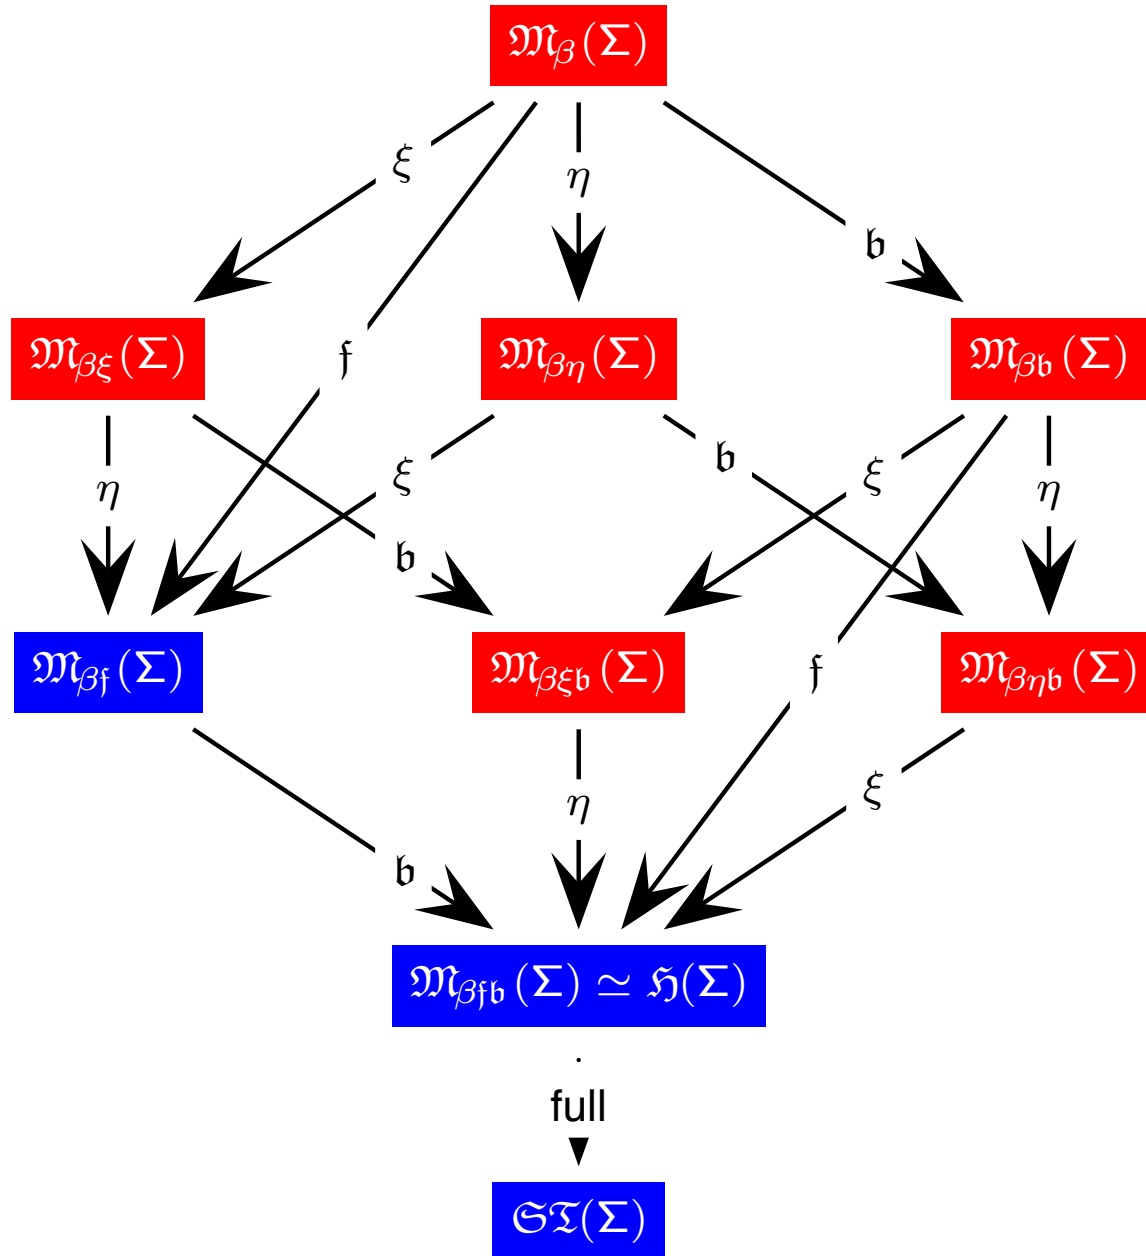 𝔐β(Σ)
ξ
η
𝔟
𝔣
𝔐βξ(Σ) 𝔐βη(Σ) 𝔐β𝔟(Σ)
𝔟
η ξ ξ η
𝔟
𝔐β𝔣(Σ) 𝔐βξ𝔟(Σ) 𝔐βη𝔟(Σ)
𝔣
η ξ
𝔟
𝔐β𝔣𝔟(Σ) ≃ ℌ(Σ)
full
𝔖𝔗(Σ)